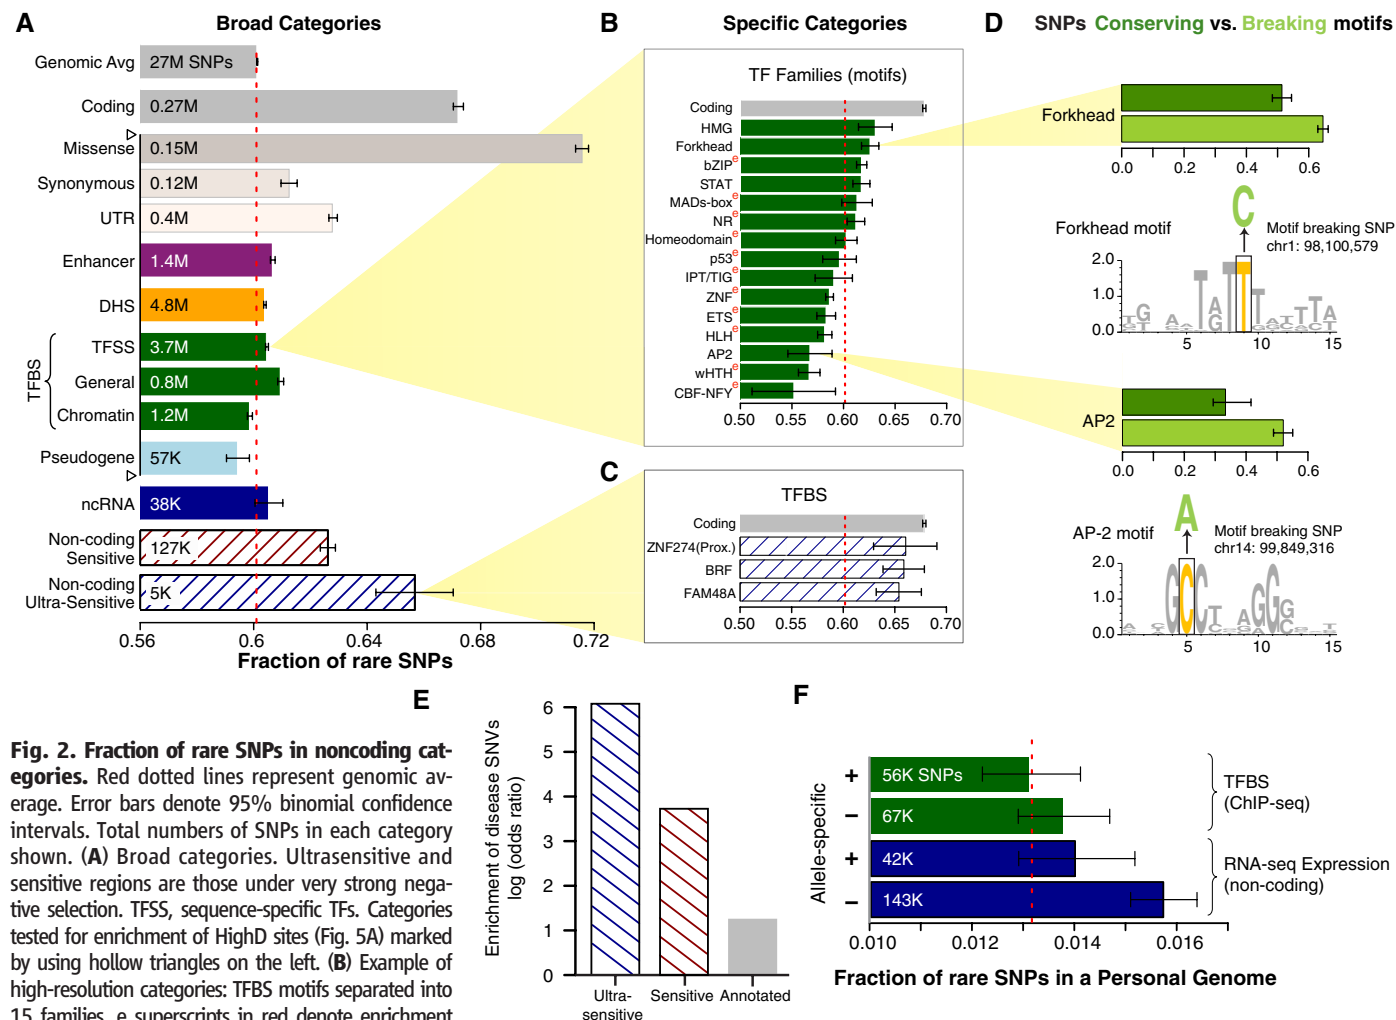 A
Broad Categories
Genomic Avg
27M SNPs
Coding
0.27M
Missense
0.15M
Synonymous
0.12M
UTR
0.4M
Enhancer
1.4M
DHS
4.8M
TFBS
TFSS
3.7M
General
0.8M
Chromatin
1.2M
Pseudogene
57K
ncRNA
38K
Non-coding
Sensitive
127K
Non-coding
Ultra-Sensitive
5K
0.56 0.6 0.64 0.68 0.72
Fraction of rare SNPs
B
Specific Categories
TF Families (motifs)
Coding
HMG
Forkhead
bZIP e
STAT
MADs-box e
NR e
Homeodomain e
p53 e
IPT/TIG e
ZNF e
ETS e
HLH e
AP2
wHTH e
CBF-NFY e
0.50 0.55 0.60 0.65 0.70
C
TFBS
Coding
ZNF274(Prox.)
BRF
FAM48A
0.50 0.55 0.60 0.65 0.70
D
SNPs Conserving vs. Breaking motifs
Forkhead
0.0 0.2 0.4 0.6
C
Forkhead motif
Motif breaking SNP
chr1: 98,100,579
2.0
1.0
0.0
5 10 15
AP2
0.0 0.2 0.4 0.6
A
AP-2 motif
Motif breaking SNP
chr14: 99,849,316
2.0
1.0
0.0
5 10 15
Fig. 2. Fraction of rare SNPs in noncoding cat-
egories. Red dotted lines represent genomic av-
erage. Error bars denote 95% binomial confidence
intervals. Total numbers of SNPs in each category
shown. (A) Broad categories. Ultrasensitive and
sensitive regions are those under very strong nega-
tive selection. TFSS, sequence-specific TFs. Categories
tested for enrichment of HighD sites (Fig. 5A) marked
by using hollow triangles on the left. (B) Example of
high-resolution categories: TFBS motifs separated into
15 families. e superscripts in red denote enrichment
E
Enrichment of disease SNVs
log (odds ratio)
6
5
4
3
2
1
0
Ultra-
sensitive
Sensitive
Annotated
F
Allele-specific
+
56K SNPs
−
67K
+
42K
−
143K
TFBS
(ChIP-seq)
RNA-seq Expression
(non-coding)
0.010 0.012 0.014 0.016
Fraction of rare SNPs in a Personal Genome